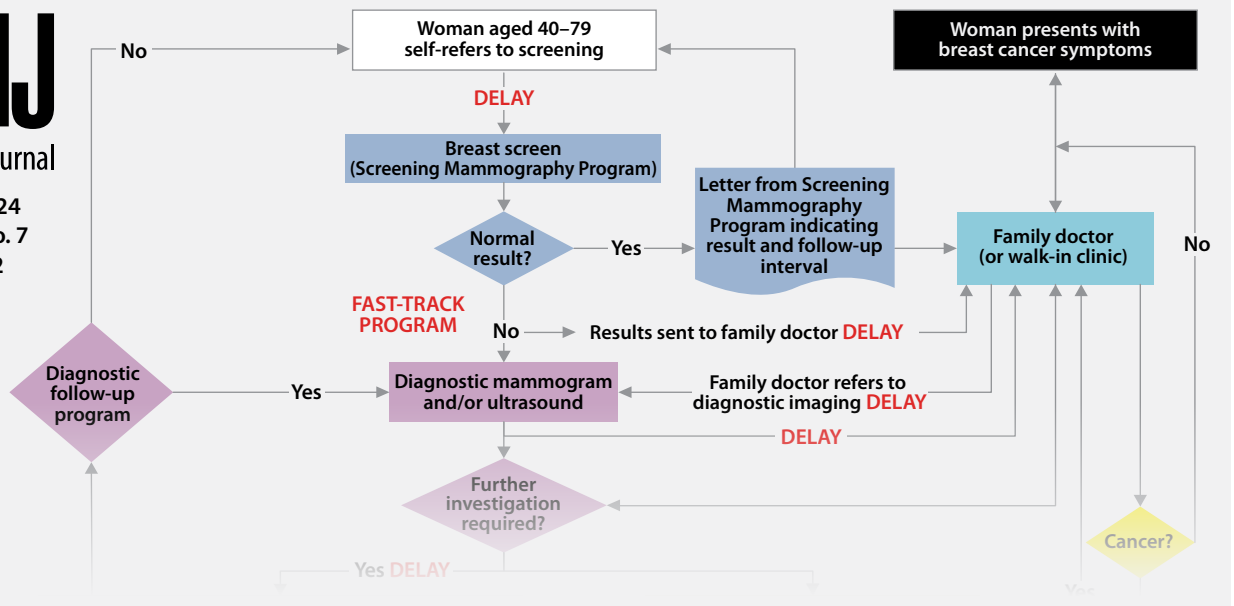 No
Woman aged 40–79
self-refers to screening
Woman presents with
breast cancer symptoms
DELAY
urnal
Breast screen
(Screening Mammography Program)
24
o. 7
2
Letter from Screening
Mammography
Program indicating
result and follow-up
interval
Normal
result?
Yes
Family doctor
(or walk-in clinic)
No
FAST-TRACK
PROGRAM
No
Results sent to family doctor DELAY
Diagnostic
follow-up
program
Yes
Diagnostic mammogram
and/or ultrasound
Family doctor refers to
diagnostic imaging DELAY
DELAY
Further
investigation
required?
Cancer?
Yes DELAY
Yes